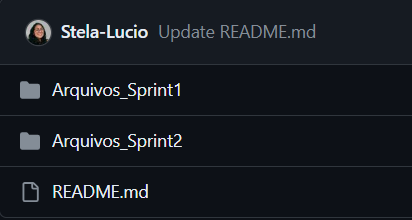 Stela-Lucio Update README.md
Arquivos_Sprint1
Arquivos_Sprint2
README.md